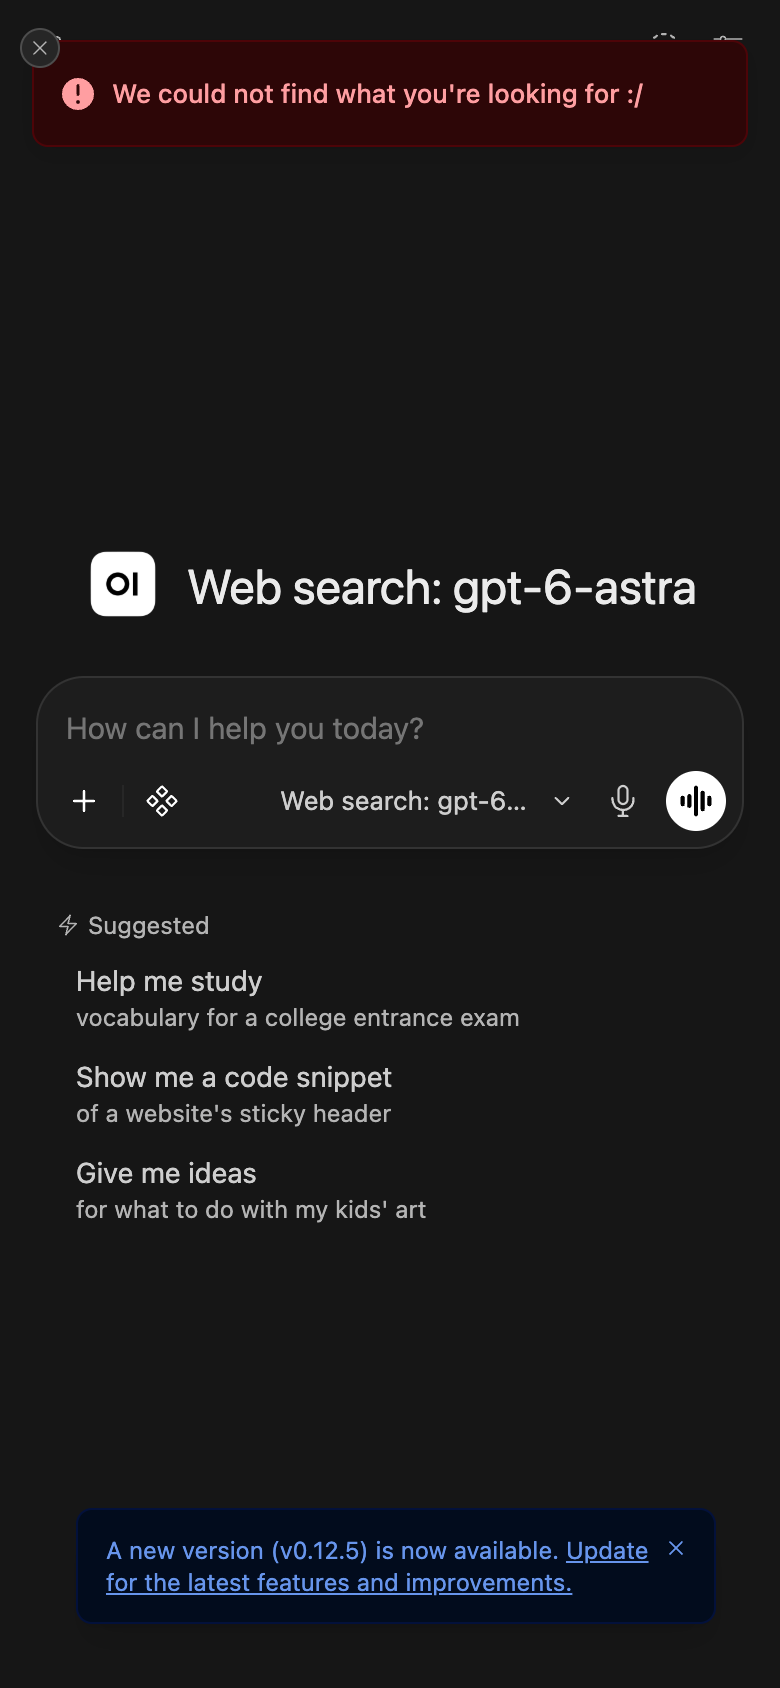 We could not find what you're looking for :/
OI Web search: gpt-6-astra
How can I help you today?
Web search: gpt-6...
Suggested
Help me study
vocabulary for a college entrance exam
Show me a code snippet
of a website's sticky header
Give me ideas
for what to do with my kids' art
A new version (v0.12.5) is now available. Update
for the latest features and improvements.